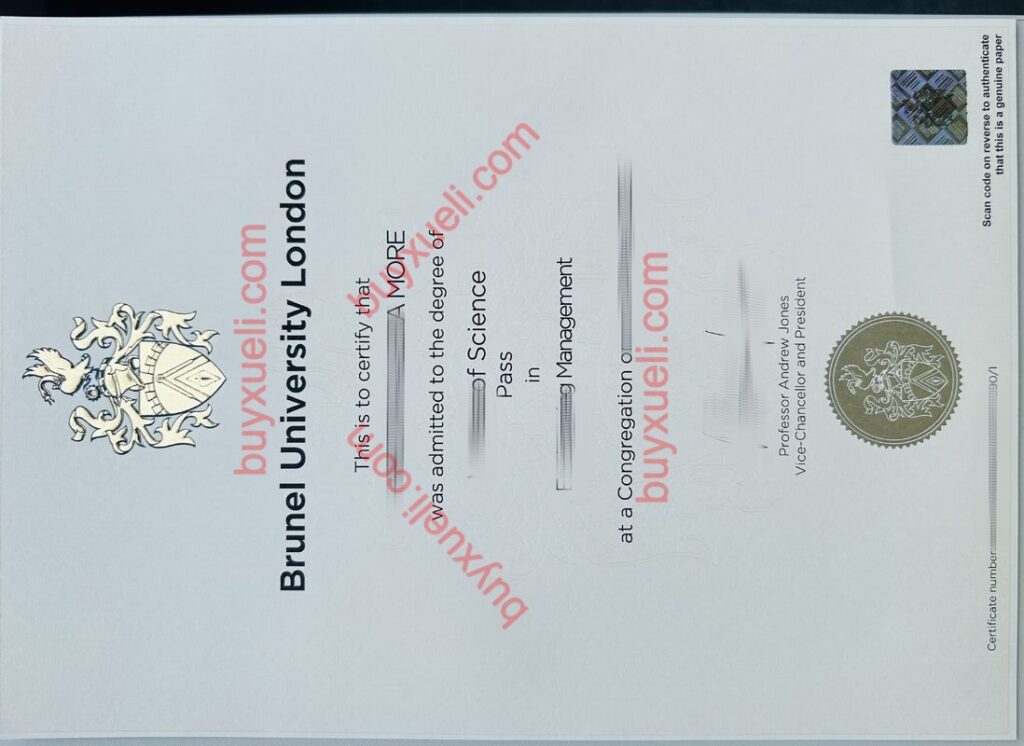 Brunel University London
This is to certify that
A MORE
was admitted to the degree of
of Science
Pass
in
g Management
at a Congregation o
Professor Andrew Jones
Vice-Chancellor and President
Certificate number
Scan code on reverse to authenticate
that this is a genuine paper
buyxueli.com
buyxueli.com
buyxueli.com
buyxueli.com